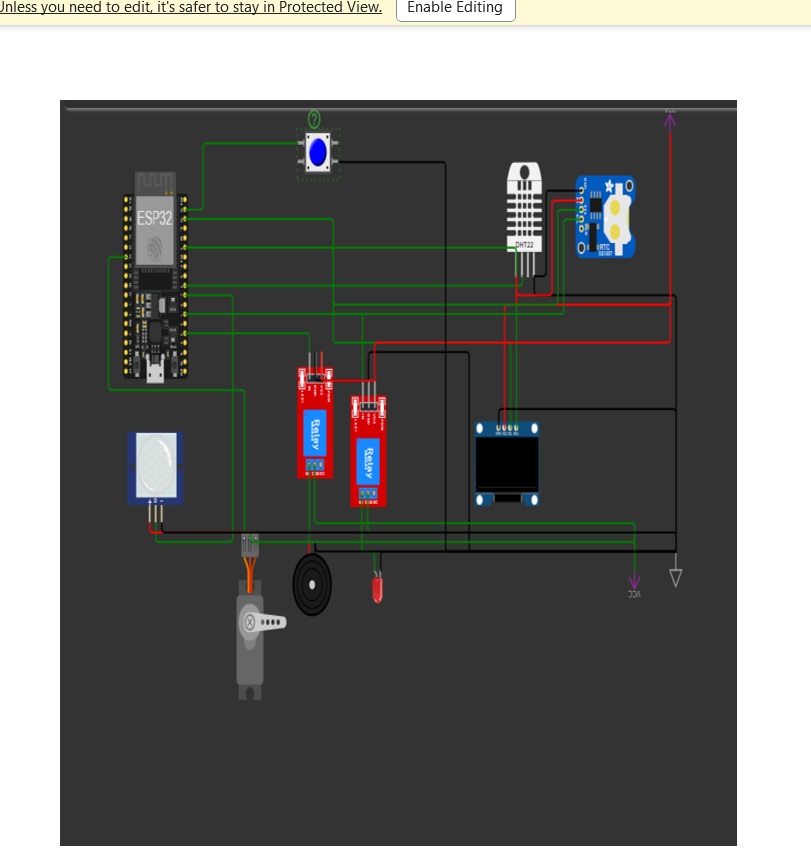 Unless you need to edit, it's safer to stay in Protected View.
Enable Editing
VCC
?
ESP32
DHT22
RTC
DS1307
Relay
Relay
VCC